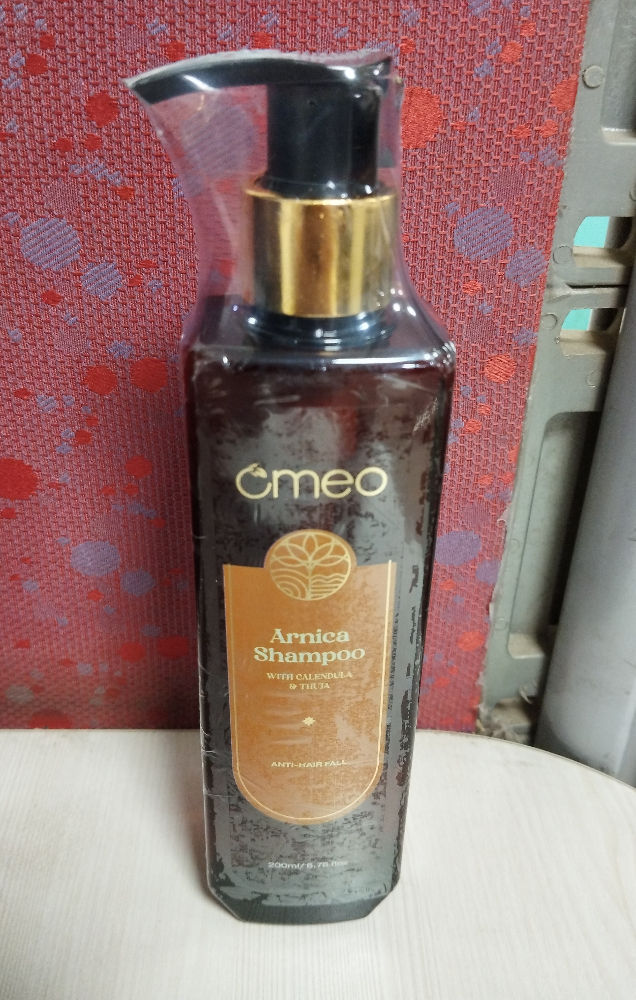 Omeo
Arnica
Shampoo
WITH CALENDULA
& THUJA
ANTI-HAIR FALL
200ml/ 6.76 fl oz